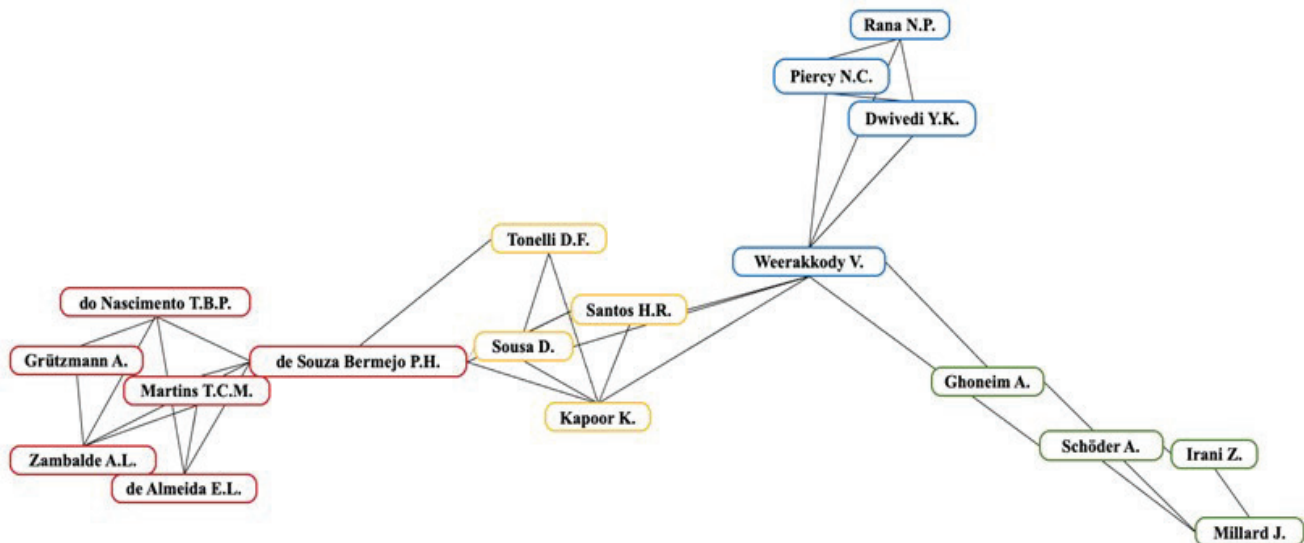 Rana N.P.
Piercy N.C.
Dwivedi Y.K.
Tonelli D.F.
Weerakkody V.
do Nascimento T.B.P.
Santos H.R.
Grützmann A.
de Souza Bermejo P.H.
Sousa D.
Martins T.C.M.
Ghoneim A.
Kapoor K.
Zambalde A.L.
Schöder A.
Irani Z.
de Almeida E.L.
Millard J.